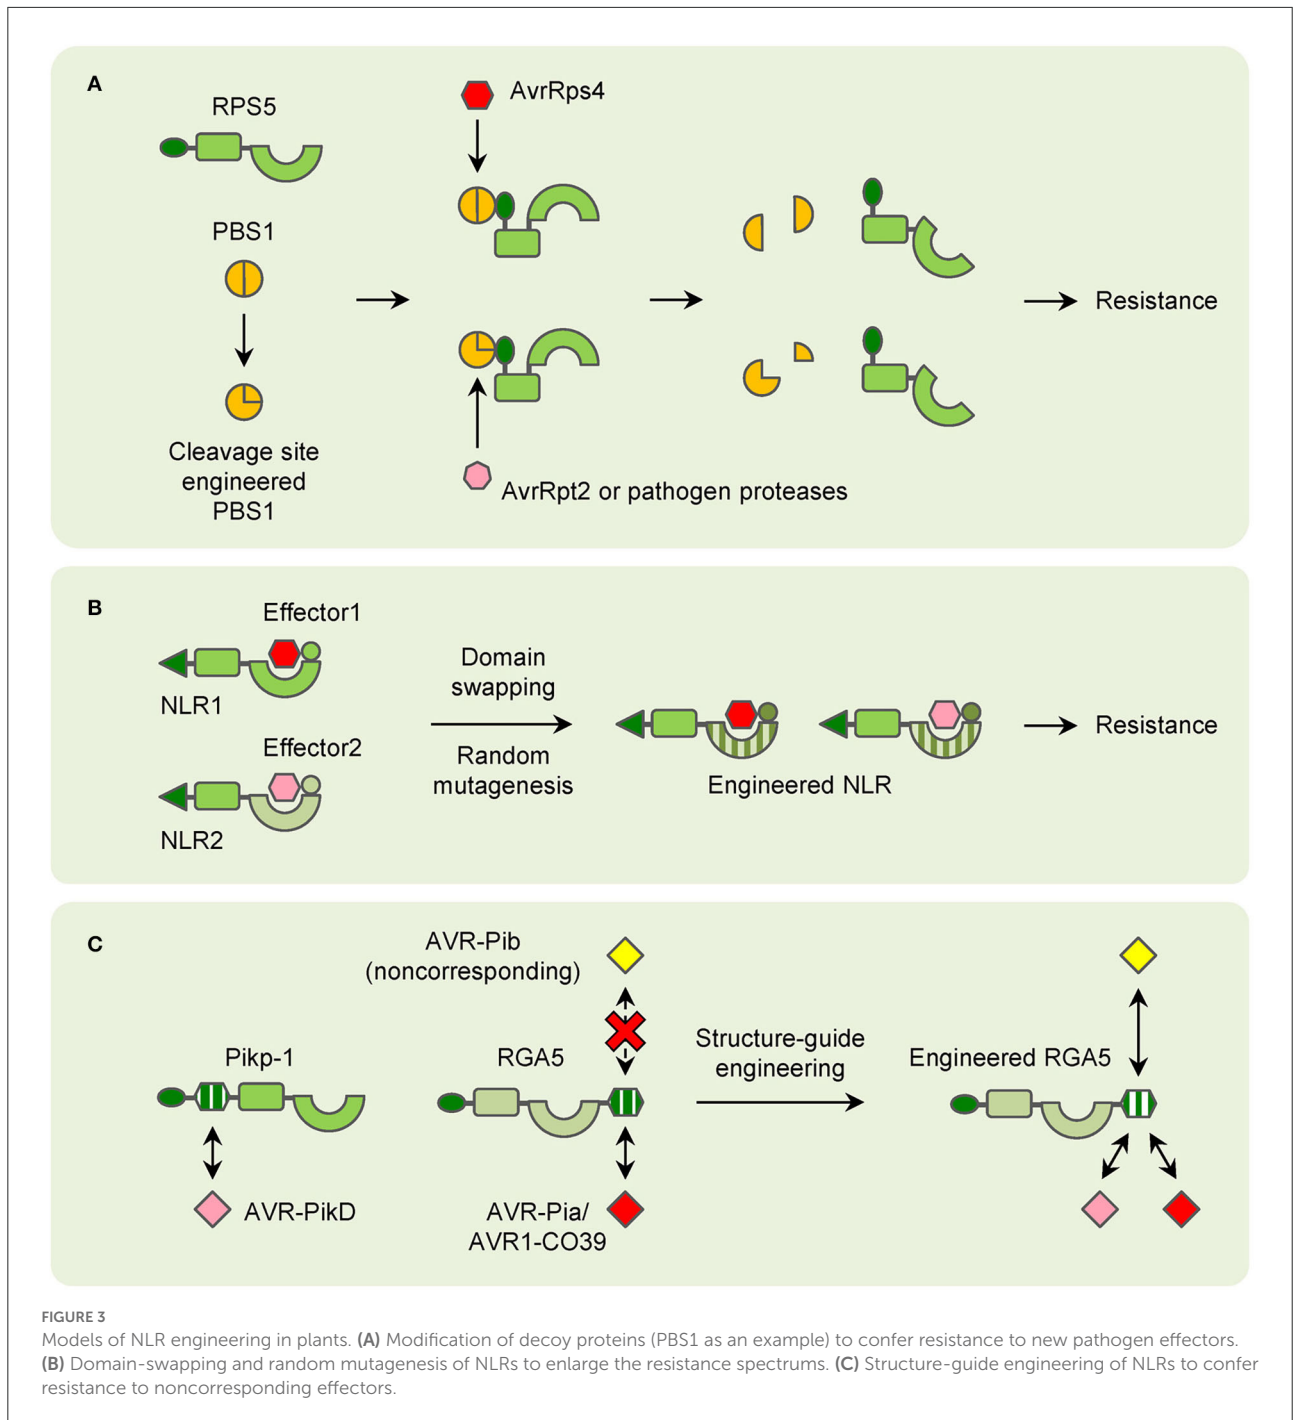 A
RPS5
AvrRps4
PBS1
Cleavage site
engineered
PBS1
AvrRpt2 or pathogen proteases
Resistance
B
Effector1
NLR1
Effector2
NLR2
Domain
swapping
Random
mutagenesis
Engineered NLR
Resistance
C
AVR-Pib
(noncorresponding)
Pikp-1
RGA5
AVR-PikD
AVR-Pia/
AVR1-CO39
Structure-guide
engineering
Engineered RGA5
FIGURE 3
Models of NLR engineering in plants. (A) Modification of decoy proteins (PBS1 as an example) to confer resistance to new pathogen effectors.
(B) Domain-swapping and random mutagenesis of NLRs to enlarge the resistance spectrums. (C) Structure-guide engineering of NLRs to confer
resistance to noncorresponding effectors.